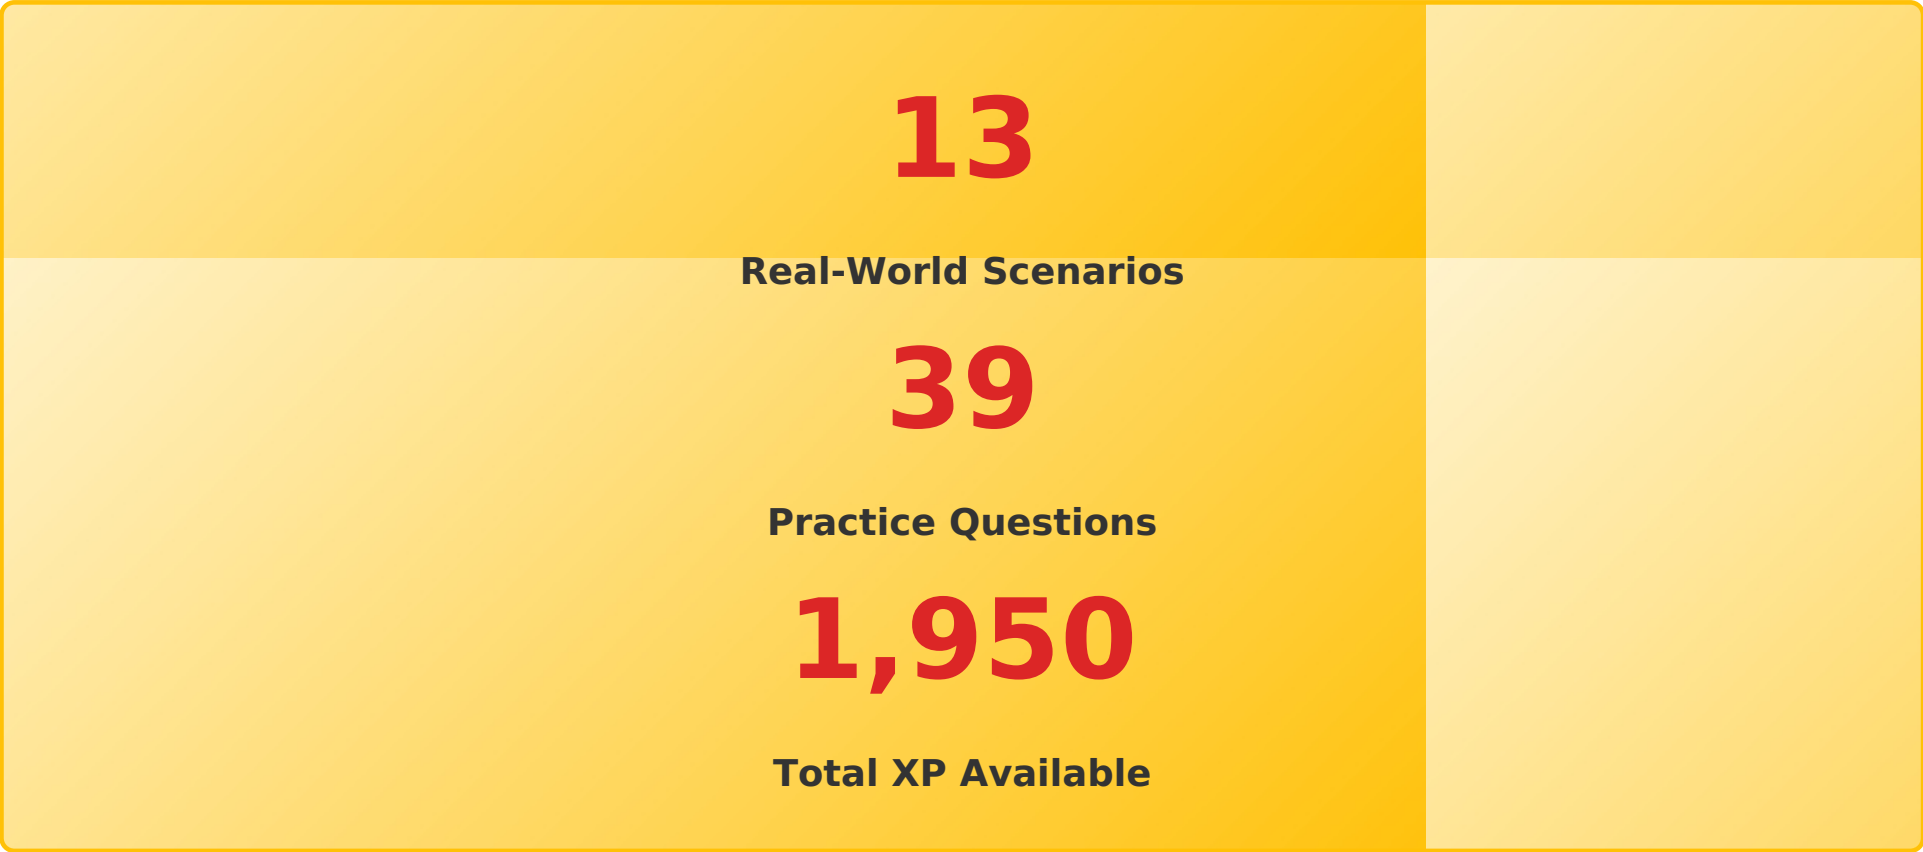 13
Real-World Scenarios
39
Practice Questions
1,950
Total XP Available